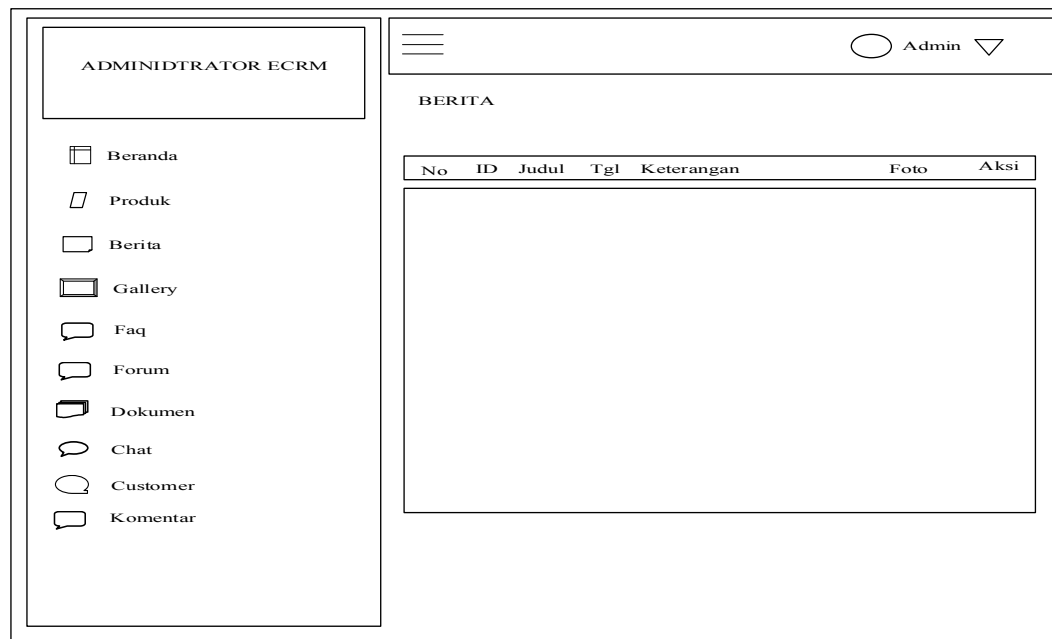 ADMINIDTRATOR ECRM
Beranda
Produk
Berita
Gallery
Faq
Forum
Dokumen
Chat
Customer
Komentar
Admin
BERITA
No ID Judul Tgl Keterangan Foto Aksi